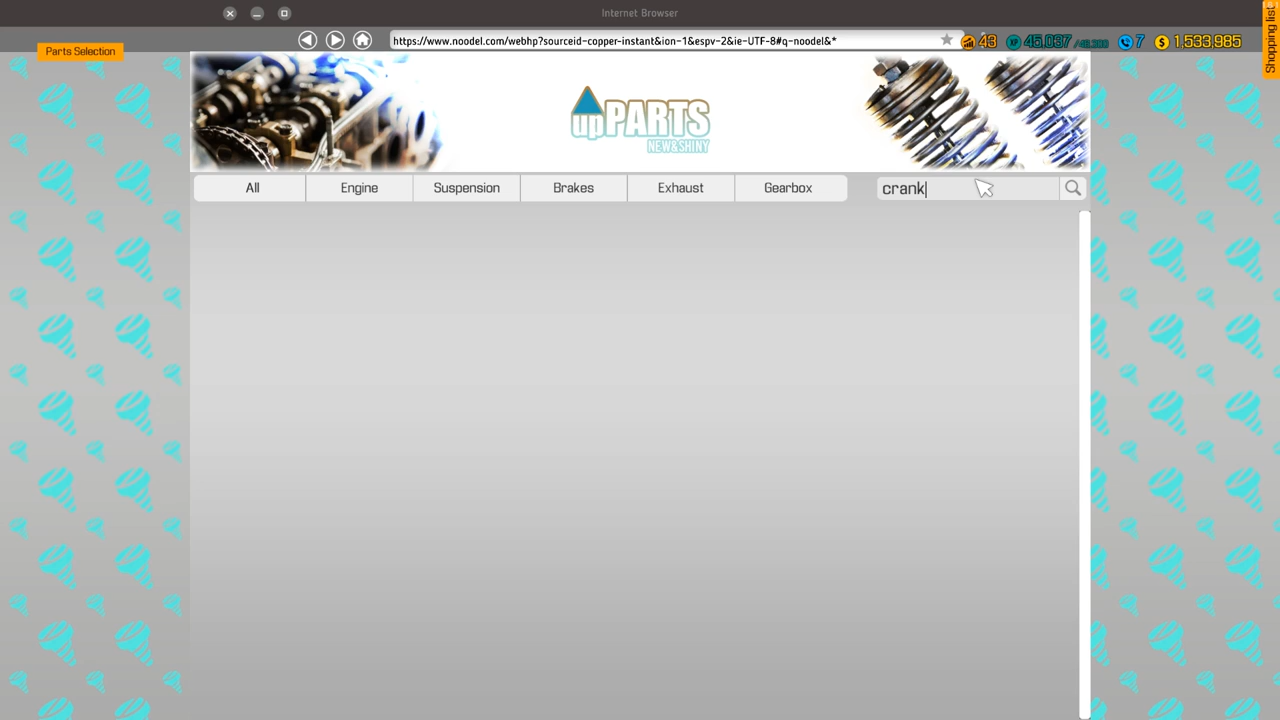 Internet Browser
Shopping list
https://www.noodel.com/webhp?sourceid-copper-instant&ion-1&espv-2&ie-UTF-8#q-noodel&*
43
XP 45,037
7
$ 1,533,985
Parts Selection
upPARTS
NEW&SHINY
All
Engine
Suspension
Brakes
Exhaust
Gearbox
crank